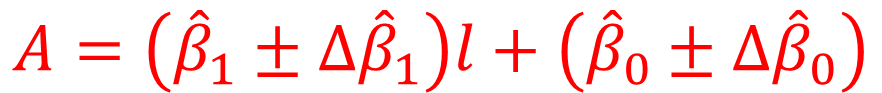 A = (β̂₁ ± Δβ̂₁)l + (β̂₀ ± Δβ̂₀)